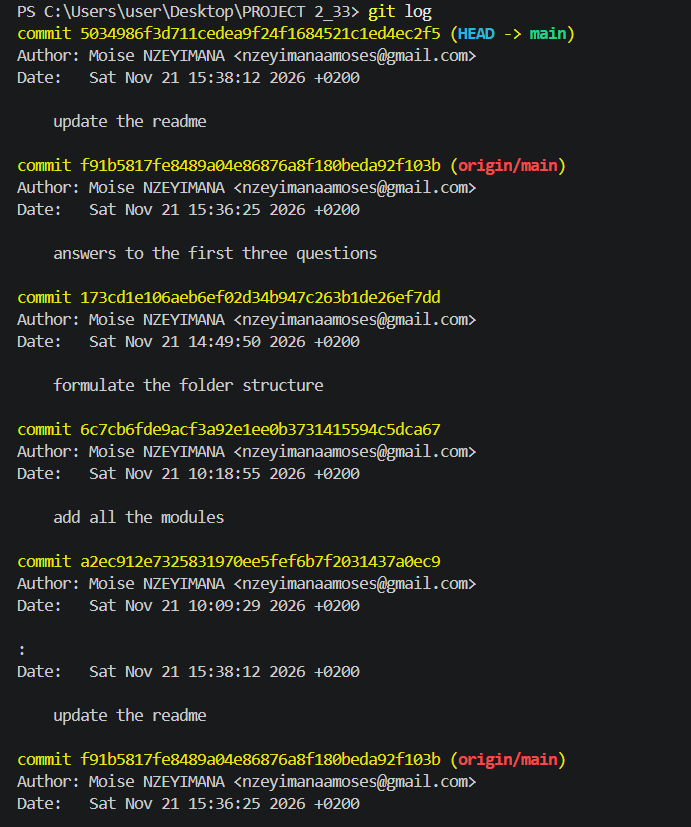 PS C:\Users\user\Desktop\PROJECT 2_33> git log
commit 5034986f3d711cedea9f24f1684521c1ed4ec2f5 (HEAD -> main)
Author: Moise NZEYIMANA <nzeyimanaamoses@gmail.com>
Date:   Sat Nov 21 15:38:12 2026 +0200
    update the readme
commit f91b5817fe8489a04e86876a8f180beda92f103b (origin/main)
Author: Moise NZEYIMANA <nzeyimanaamoses@gmail.com>
Date:   Sat Nov 21 15:36:25 2026 +0200
    answers to the first three questions
commit 173cd1e106aeb6ef02d34b947c263b1de26ef7dd
Author: Moise NZEYIMANA <nzeyimanaamoses@gmail.com>
Date:   Sat Nov 21 14:49:50 2026 +0200
    formulate the folder structure
commit 6c7cb6fde9acf3a92e1ee0b3731415594c5dca67
Author: Moise NZEYIMANA <nzeyimanaamoses@gmail.com>
Date:   Sat Nov 21 10:18:55 2026 +0200
    add all the modules
commit a2ec912e7325831970ee5fef6b7f2031437a0ec9
Author: Moise NZEYIMANA <nzeyimanaamoses@gmail.com>
Date:   Sat Nov 21 10:09:29 2026 +0200
:
Date:   Sat Nov 21 15:38:12 2026 +0200
    update the readme
commit f91b5817fe8489a04e86876a8f180beda92f103b (origin/main)
Author: Moise NZEYIMANA <nzeyimanaamoses@gmail.com>
Date:   Sat Nov 21 15:36:25 2026 +0200